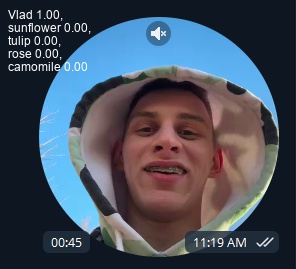 Vlad 1.00,
sunflower 0.00,
tulip 0.00,
rose 0.00,
camomile 0.00
00:45
11:19 AM